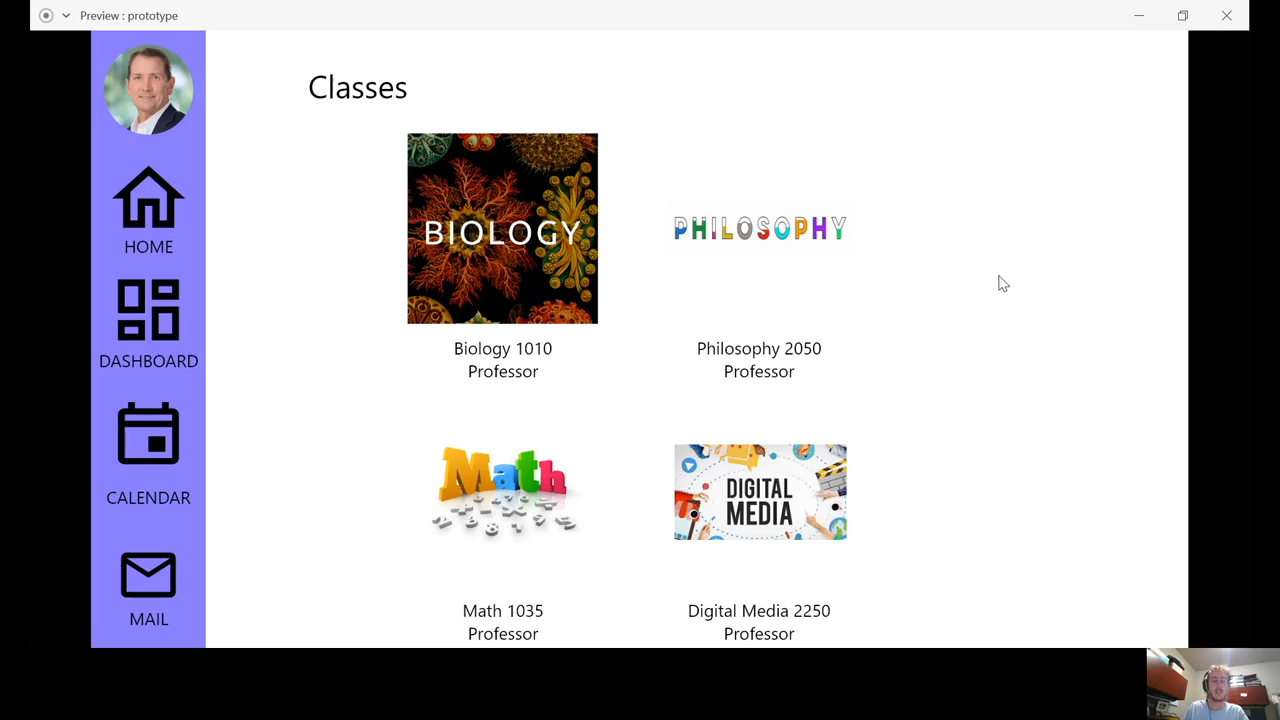 Preview : prototype
Classes
HOME
DASHBOARD
CALENDAR
MAIL
BIOLOGY
PHILOSOPHY
Biology 1010
Professor
Philosophy 2050
Professor
Math
DIGITAL
MEDIA
Math 1035
Professor
Digital Media 2250
Professor